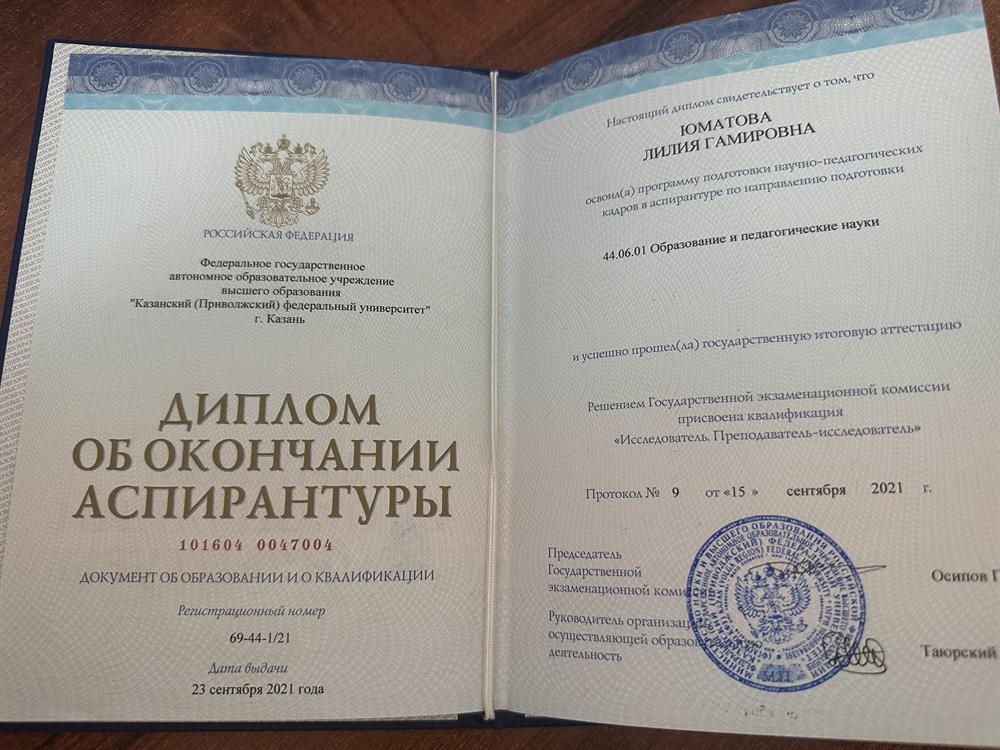 РОССИЙСКАЯ ФЕДЕРАЦИЯ
Федеральное государственное
автономное образовательное учреждение
высшего образования
"Казанский (Приволжский) федеральный университет"
г. Казань
ДИПЛОМ
ОБ ОКОНЧАНИИ
АСПИРАНТУРЫ
101604 0047004
ДОКУМЕНТ ОБ ОБРАЗОВАНИИ И О КВАЛИФИКАЦИИ
Регистрационный номер
69-44-1/21
Дата выдачи
23 сентября 2021 года
Настоящий диплом свидетельствует о том, что
ЮМАТОВА
ЛИЛИЯ ГАМИРОВНА
освоил(а) программу подготовки научно-педагогических
кадров в аспирантуре по направлению подготовки
44.06.01 Образование и педагогические науки
и успешно прошел(ла) государственную итоговую аттестацию
Решением Государственной экзаменационной комиссии
присвоена квалификация
«Исследователь. Преподаватель-исследователь»
Протокол № 9 от «15 » сентября 2021 г.
Председатель
Государственной
экзаменационной коми
Осипов П
Руководитель организац
осуществляющей образов
деятельность
Таюрский
М.П.